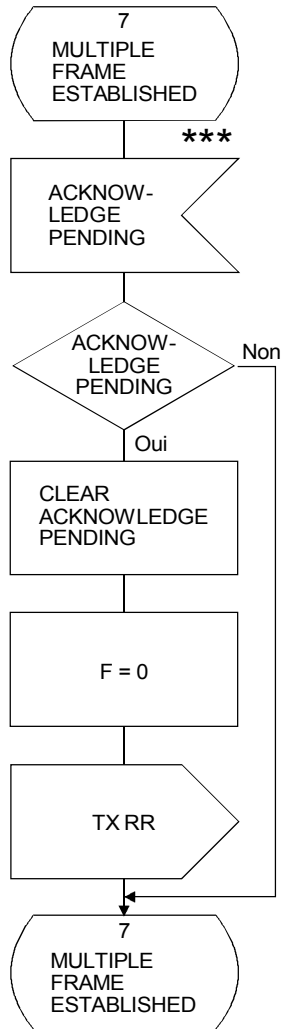 7
MULTIPLE
FRAME
ESTABLISHED
***
ACKNOW-
LEDGE
PENDING
ACKNOW-
LEDGE
PENDING
Non
Oui
CLEAR
ACKNOWLEDGE
PENDING
F = 0
TX RR
7
MULTIPLE
FRAME
ESTABLISHED